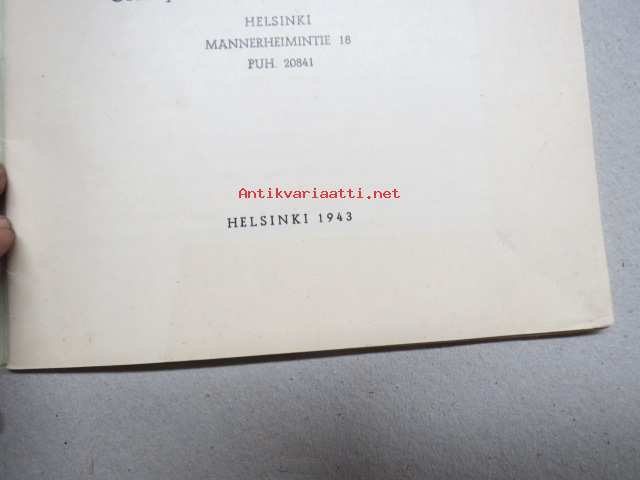 HELSINKI
MANNERHEIMINTIE 18
PUH. 20841
Antikvariaatti.net
HELSINKI 1943